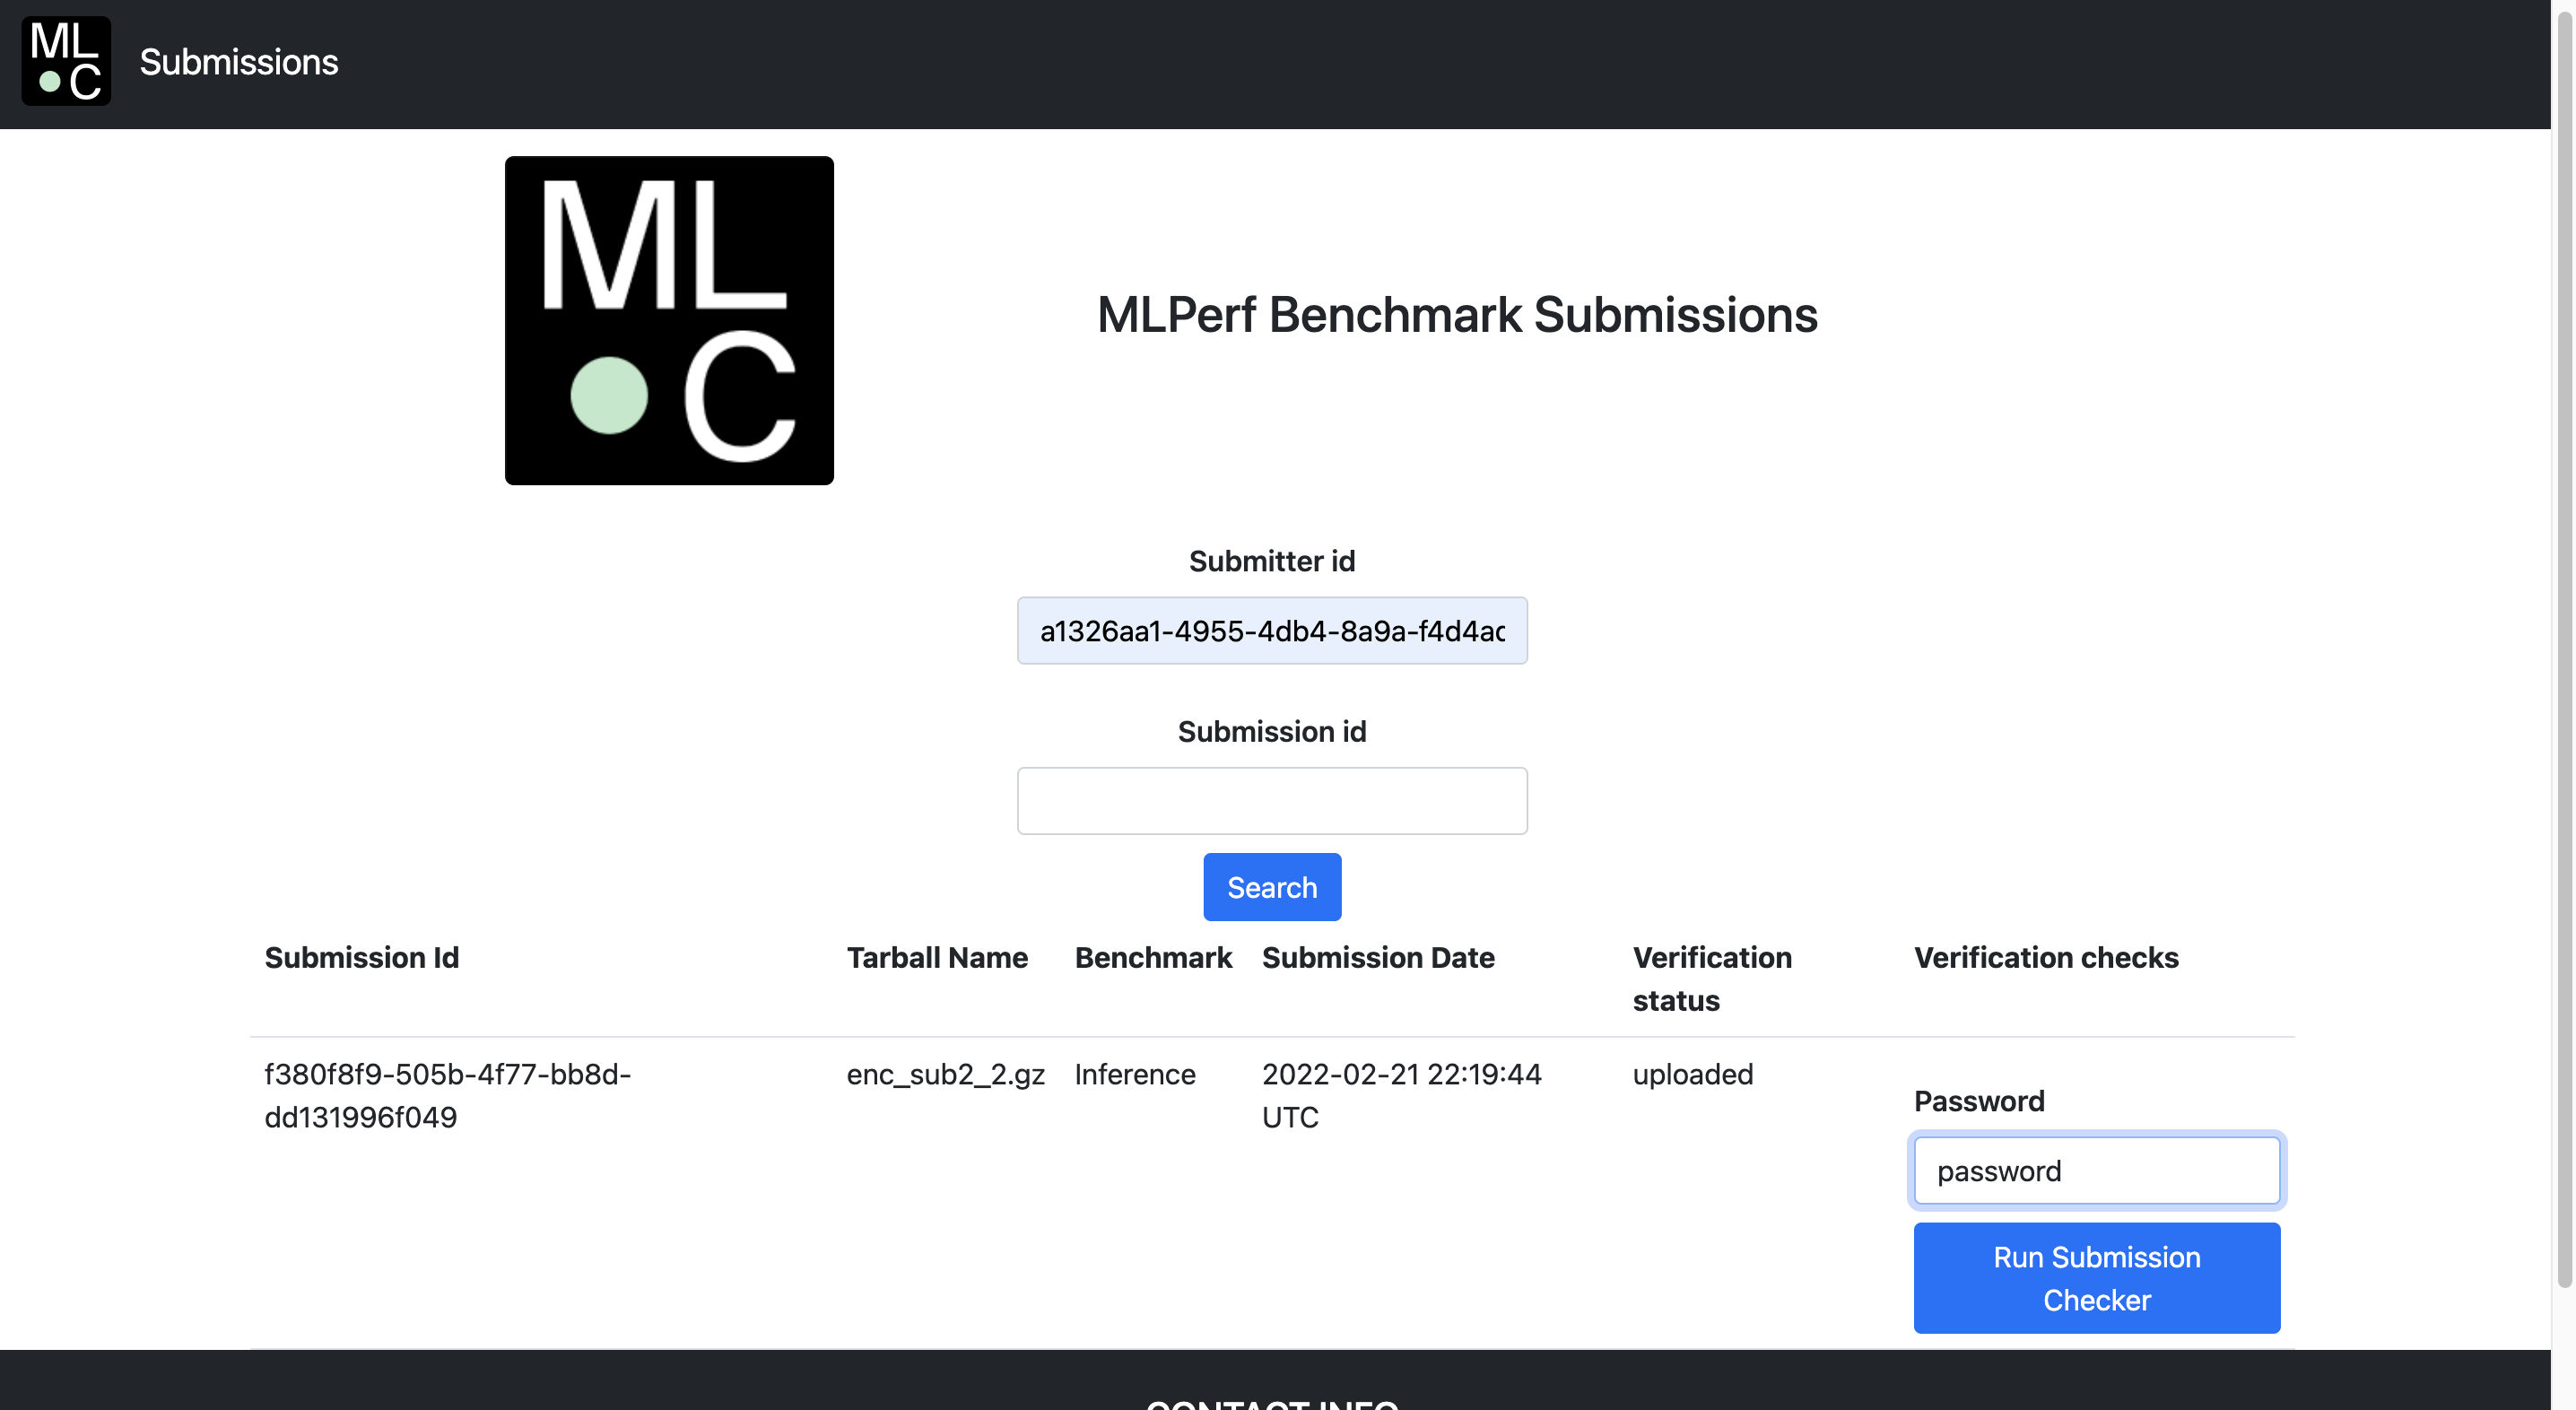 ML
C
Submissions
ML
C
MLPerf Benchmark Submissions
Submitter id
a1326aa1-4955-4db4-8a9a-f4d4ac
Submission id
Search
Submission Id Tarball Name Benchmark Submission Date Verification status Verification checks
f380f8f9-505b-4f77-bb8d-
dd131996f049
enc_sub2_2.gz
Inference
2022-02-21 22:19:44
UTC
uploaded
Password
password
Run Submission
Checker
CONTACT INFO